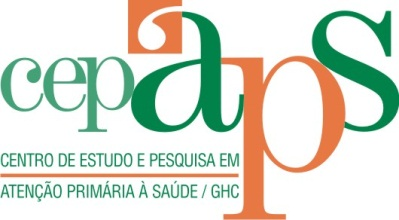 cepaps
CENTRO DE ESTUDO E PESQUISA EM
ATENÇÃO PRIMÁRIA À SAÚDE / GHC